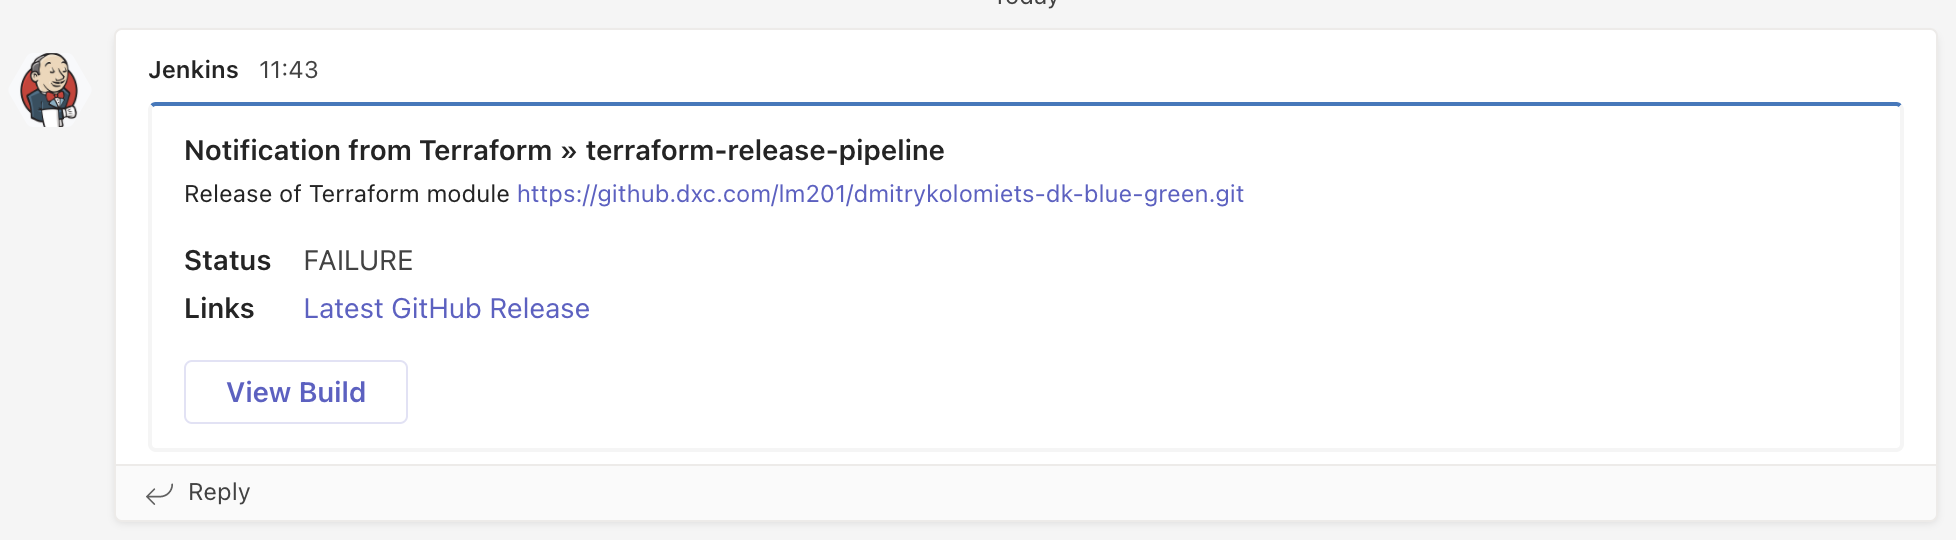 Today
Jenkins 11:43
Notification from Terraform » terraform-release-pipeline
Release of Terraform module https://github.dxc.com/lm201/dmitrykolomiets-dk-blue-green.git
Status FAILURE
Links Latest GitHub Release
View Build
Reply